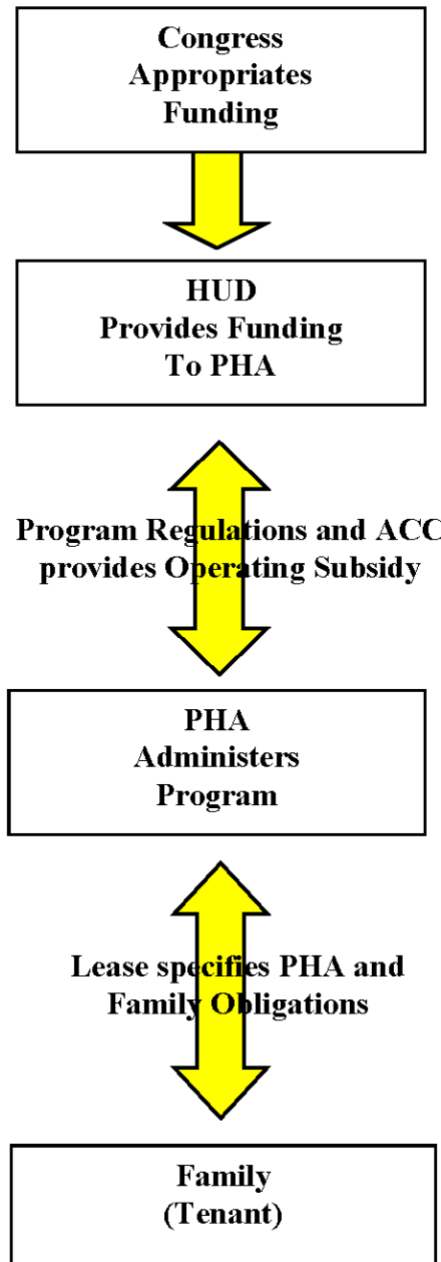 Congress
Appropriates
Funding
HUD
Provides Funding
To PHA
Program Regulations and ACC
provides Operating Subsidy
PHA
Administers
Program
Lease specifies PHA and
Family Obligations
Family
(Tenant)